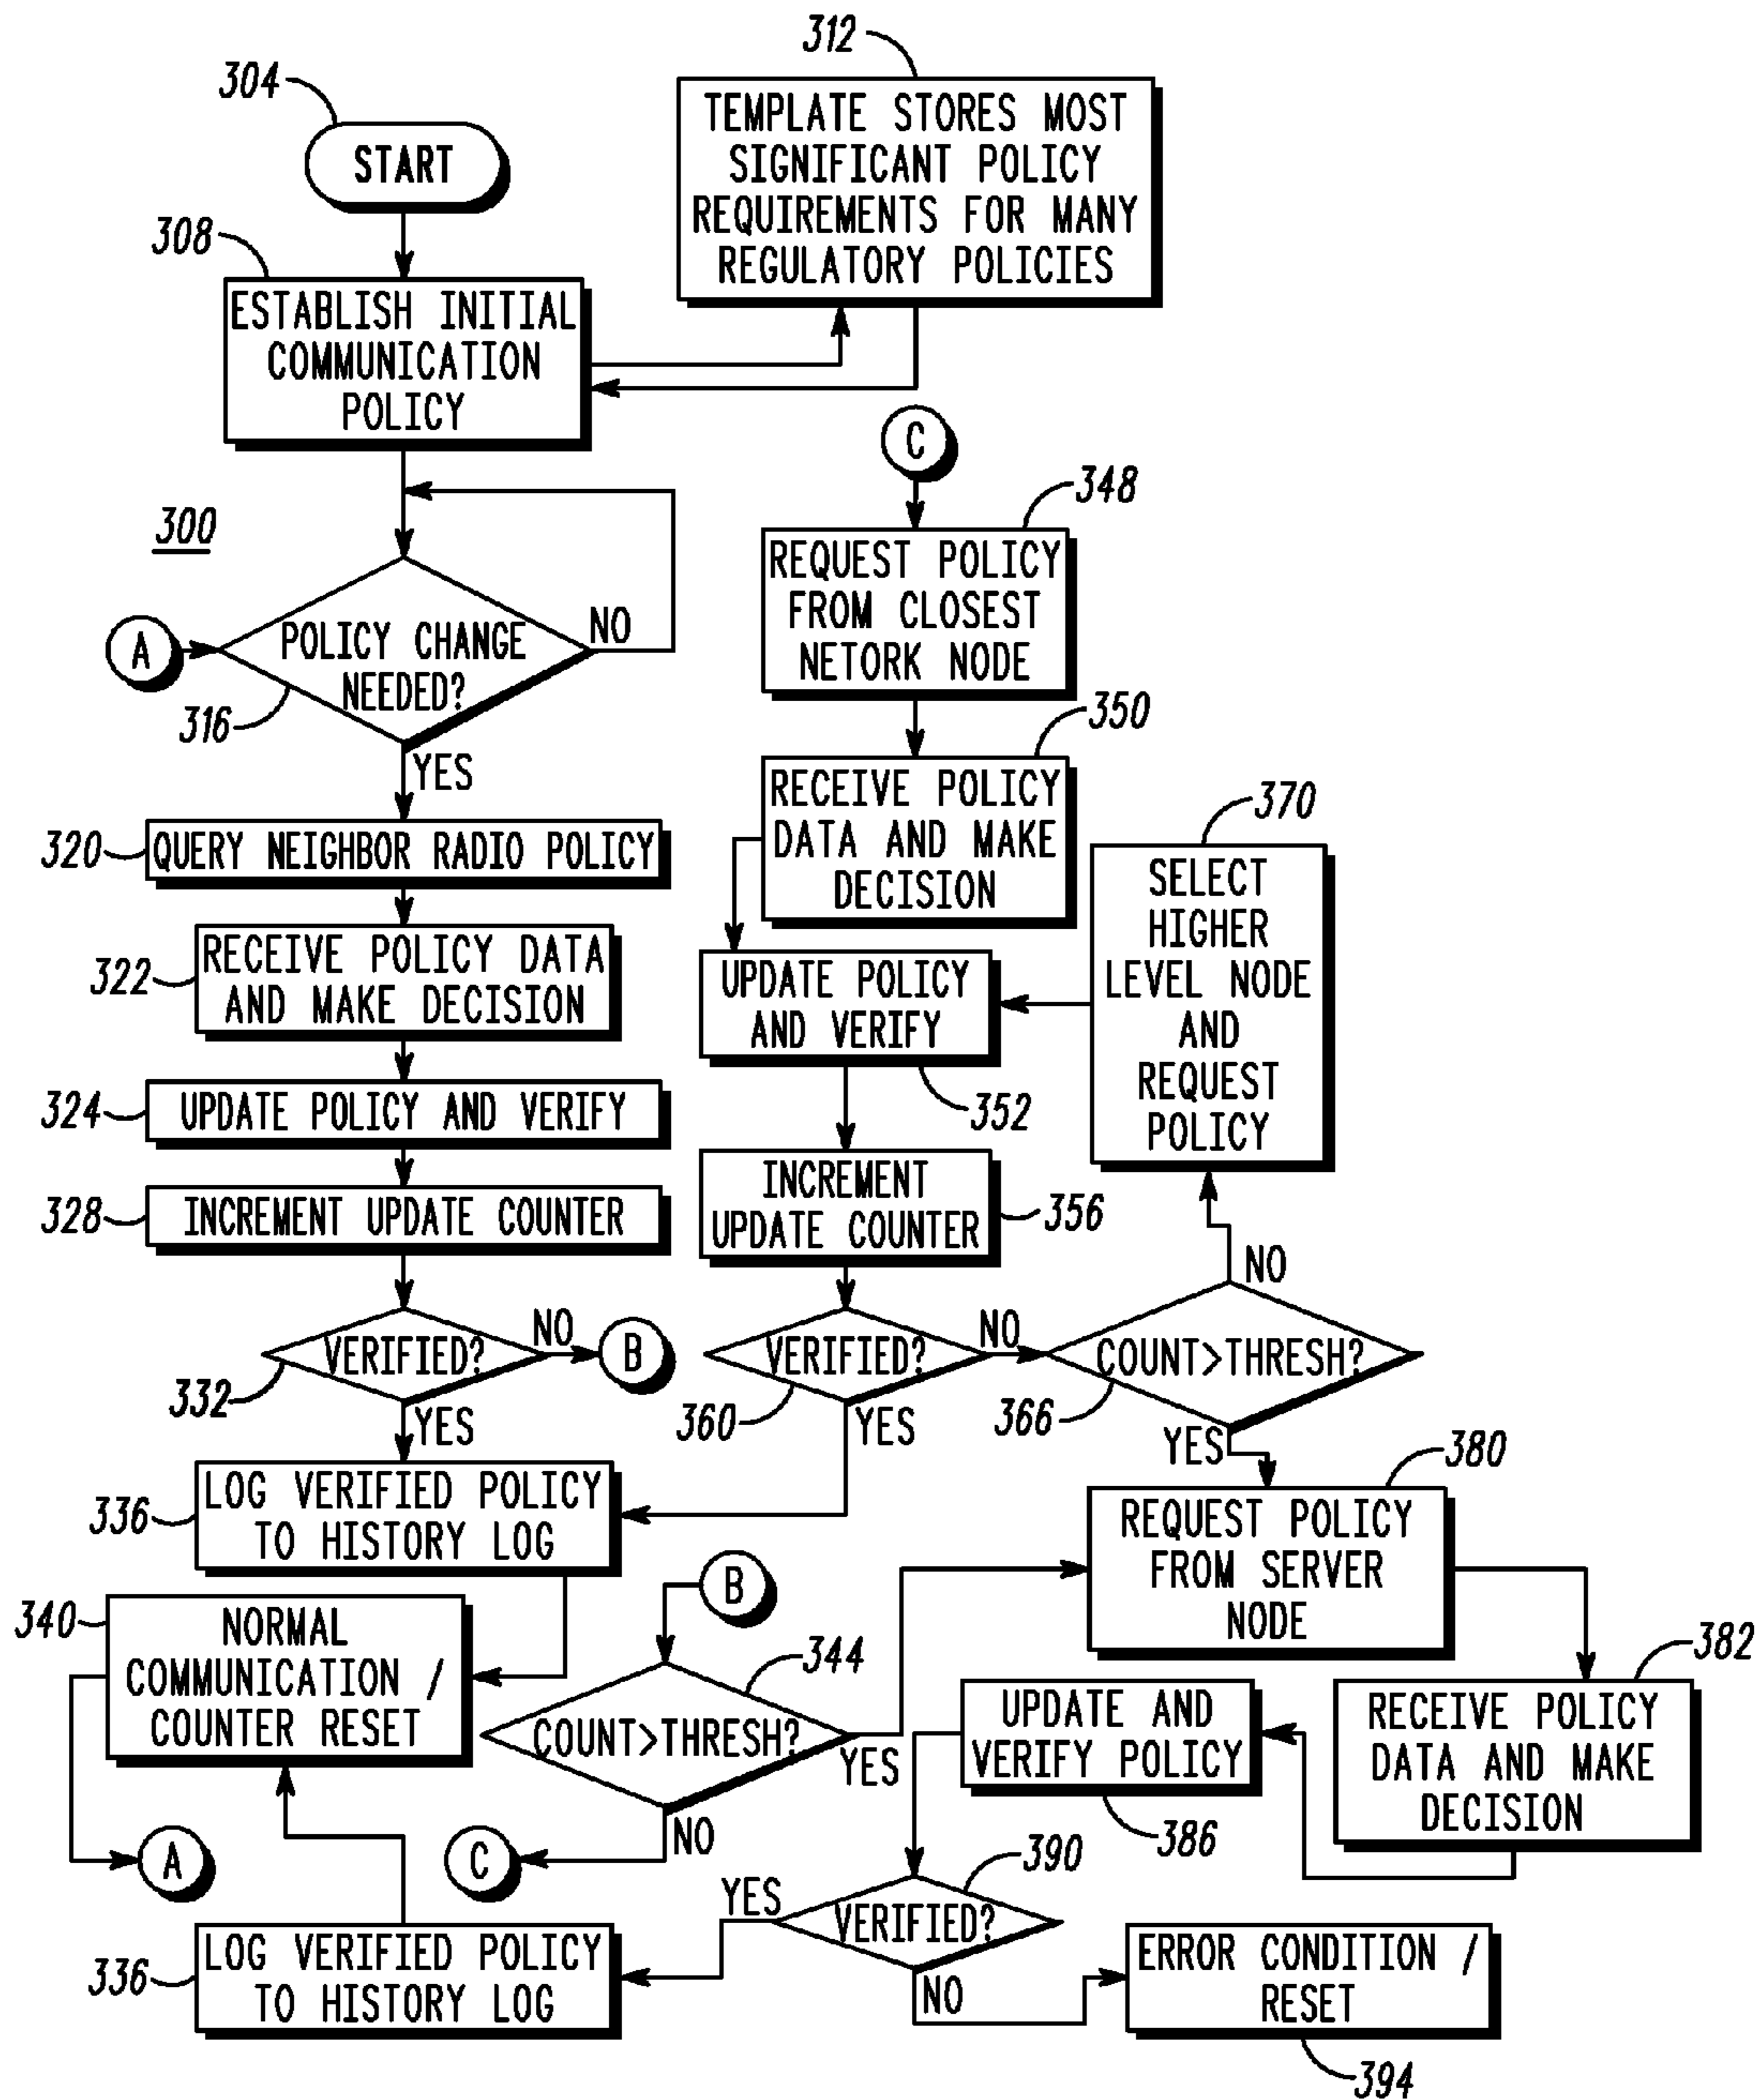 312
304
TEMPLATE STORES MOST
SIGNIFICANT POLICY
REQUIREMENTS FOR MANY
REGULATORY POLICIES
START
308
ESTABLISH INITIAL
COMMUNICATION
POLICY
C
348
300
REQUEST POLICY
FROM CLOSEST
NETORK NODE
A
POLICY CHANGE
NEEDED?
NO
316
YES
350
RECEIVE POLICY
DATA AND MAKE
DECISION
370
SELECT
HIGHER
LEVEL NODE
AND
REQUEST
POLICY
320
QUERY NEIGHBOR RADIO POLICY
322
RECEIVE POLICY DATA
AND MAKE DECISION
UPDATE POLICY
AND VERIFY
352
324
UPDATE POLICY AND VERIFY
328
INCREMENT UPDATE COUNTER
INCREMENT
UPDATE COUNTER
356
NO
VERIFIED?
NO
B
332
YES
VERIFIED?
NO
360
YES
COUNT>THRESH?
366
YES
380
336
LOG VERIFIED POLICY
TO HISTORY LOG
REQUEST POLICY
FROM SERVER
NODE
B
340
NORMAL
COMMUNICATION /
COUNTER RESET
344
COUNT>THRESH?
YES
NO
382
UPDATE AND
VERIFY POLICY
386
RECEIVE POLICY
DATA AND MAKE
DECISION
A
C
390
YES
VERIFIED?
NO
336
LOG VERIFIED POLICY
TO HISTORY LOG
ERROR CONDITION /
RESET
394